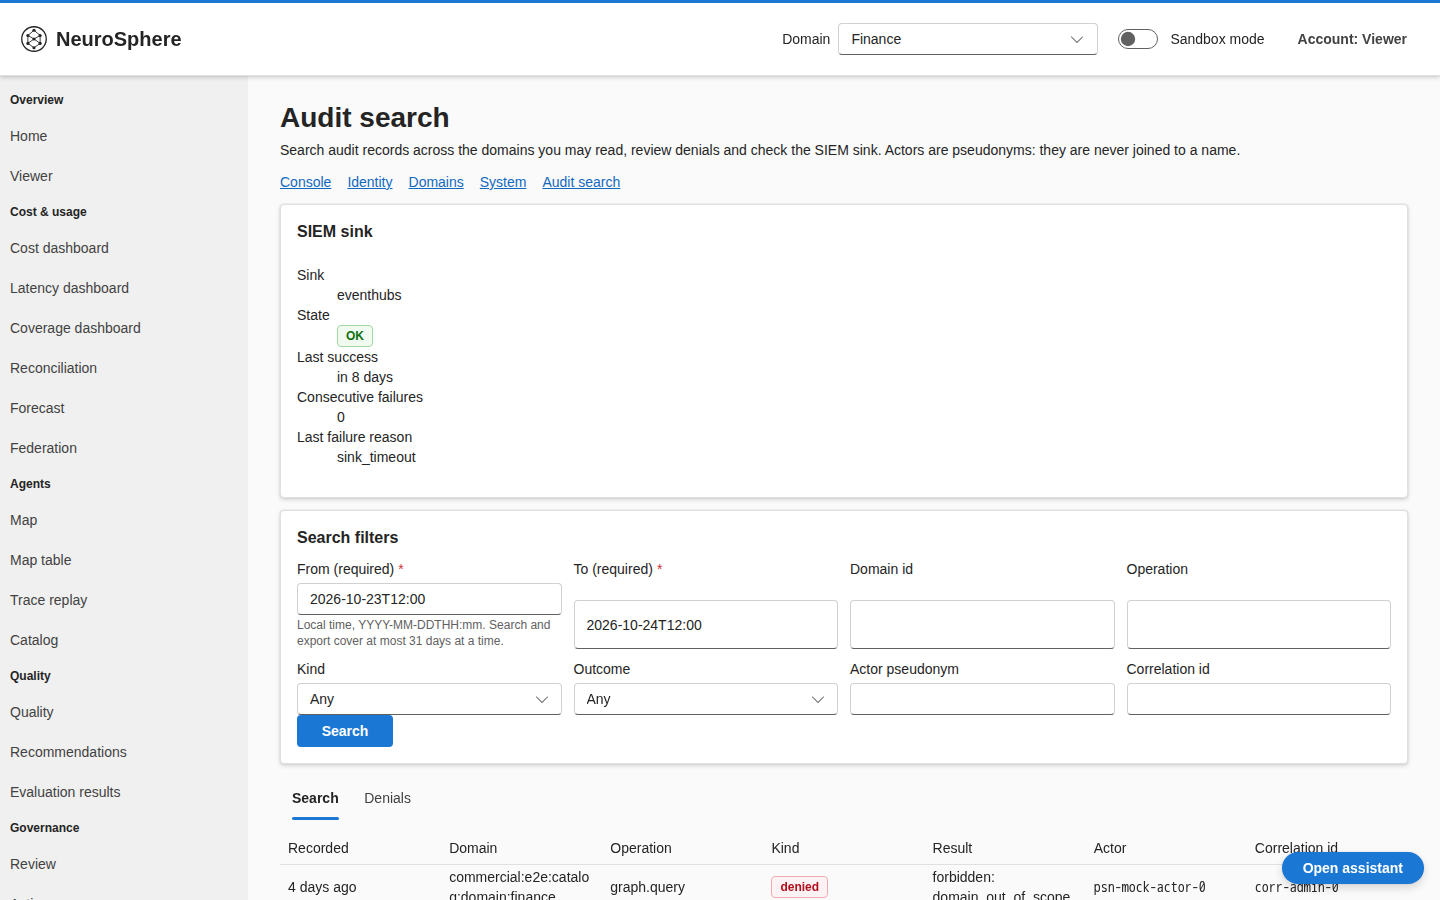 NeuroSphere
Domain
Finance
Sandbox mode
Account: Viewer
Overview
Home
Viewer
Cost & usage
Cost dashboard
Latency dashboard
Coverage dashboard
Reconciliation
Forecast
Federation
Agents
Map
Map table
Trace replay
Catalog
Quality
Quality
Recommendations
Evaluation results
Governance
Review
Audit search
Search audit records across the domains you may read, review denials and check the SIEM sink. Actors are pseudonyms: they are never joined to a name.
Console Identity Domains System Audit search
SIEM sink
Sink
eventhubs
State
OK
Last success
in 8 days
Consecutive failures
0
Last failure reason
sink_timeout
Search filters
From (required) *
2026-10-23T12:00
Local time, YYYY-MM-DDTHH:mm. Search and
export cover at most 31 days at a time.
To (required) *
2026-10-24T12:00
Domain id
Operation
Kind
Any
Outcome
Any
Actor pseudonym
Correlation id
Search
Search Denials
Recorded Domain Operation Kind Result Actor Correlation id
4 days ago
commercial:e2e:catalo
g:domain:finance
graph.query
denied
forbidden:
domain_out_of_scope
psn-mock-actor-0
corr-admin-0
Open assistant